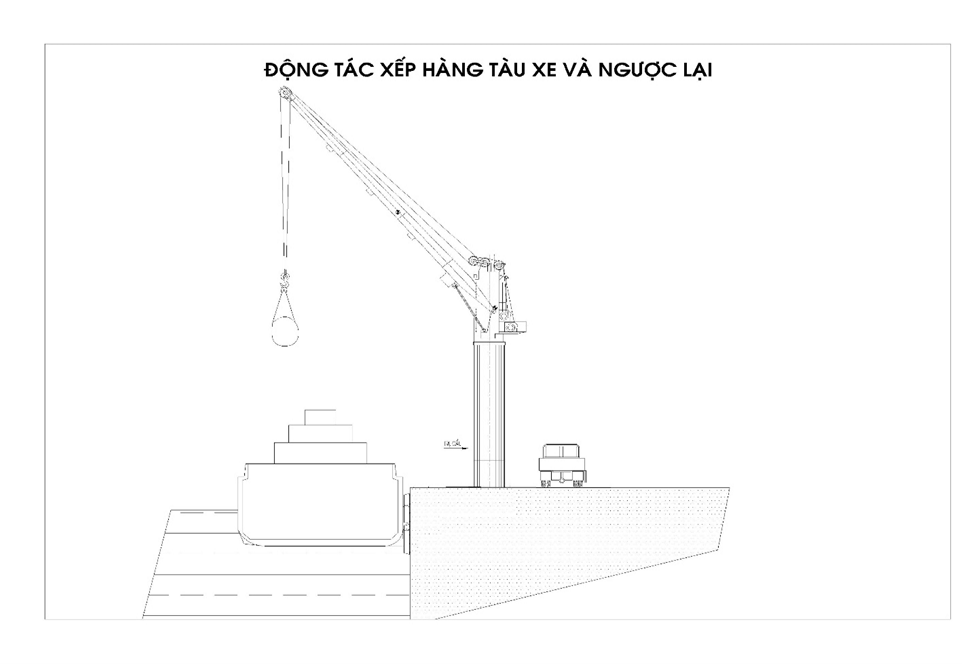 ĐỘNG TÁC XẾP HÀNG TÀU XE VÀ NGƯỢC LẠI